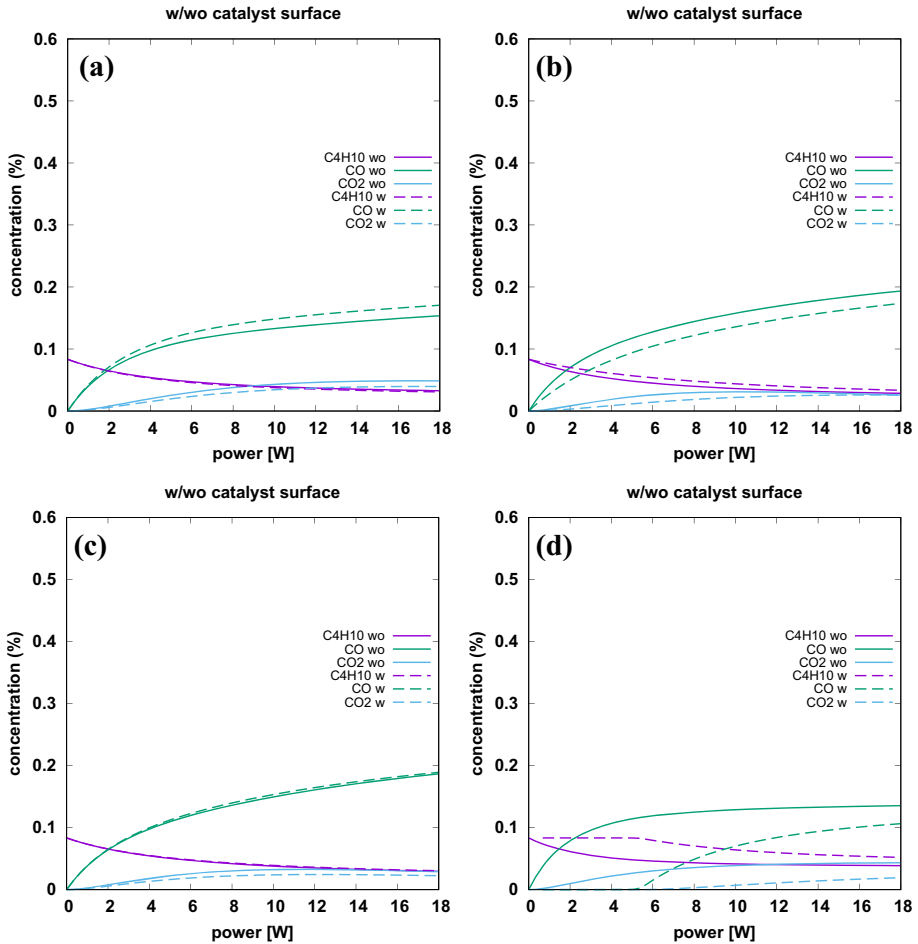 w/wo catalyst surface
(a)
0.6
0.5
0.4
0.3
0.2
0.1
0
concentration (%)
C4H10 wo
CO wo
CO2 wo
C4H10 w
CO w
CO2 w
0 2 4 6 8 10 12 14 16 18
power [W]
w/wo catalyst surface
(b)
0.6
0.5
0.4
0.3
0.2
0.1
0
concentration (%)
C4H10 wo
CO wo
CO2 wo
C4H10 w
CO w
CO2 w
0 2 4 6 8 10 12 14 16 18
power [W]
w/wo catalyst surface
(c)
0.6
0.5
0.4
0.3
0.2
0.1
0
concentration (%)
C4H10 wo
CO wo
CO2 wo
C4H10 w
CO w
CO2 w
0 2 4 6 8 10 12 14 16 18
power [W]
w/wo catalyst surface
(d)
0.6
0.5
0.4
0.3
0.2
0.1
0
concentration (%)
C4H10 wo
CO wo
CO2 wo
C4H10 w
CO w
CO2 w
0 2 4 6 8 10 12 14 16 18
power [W]